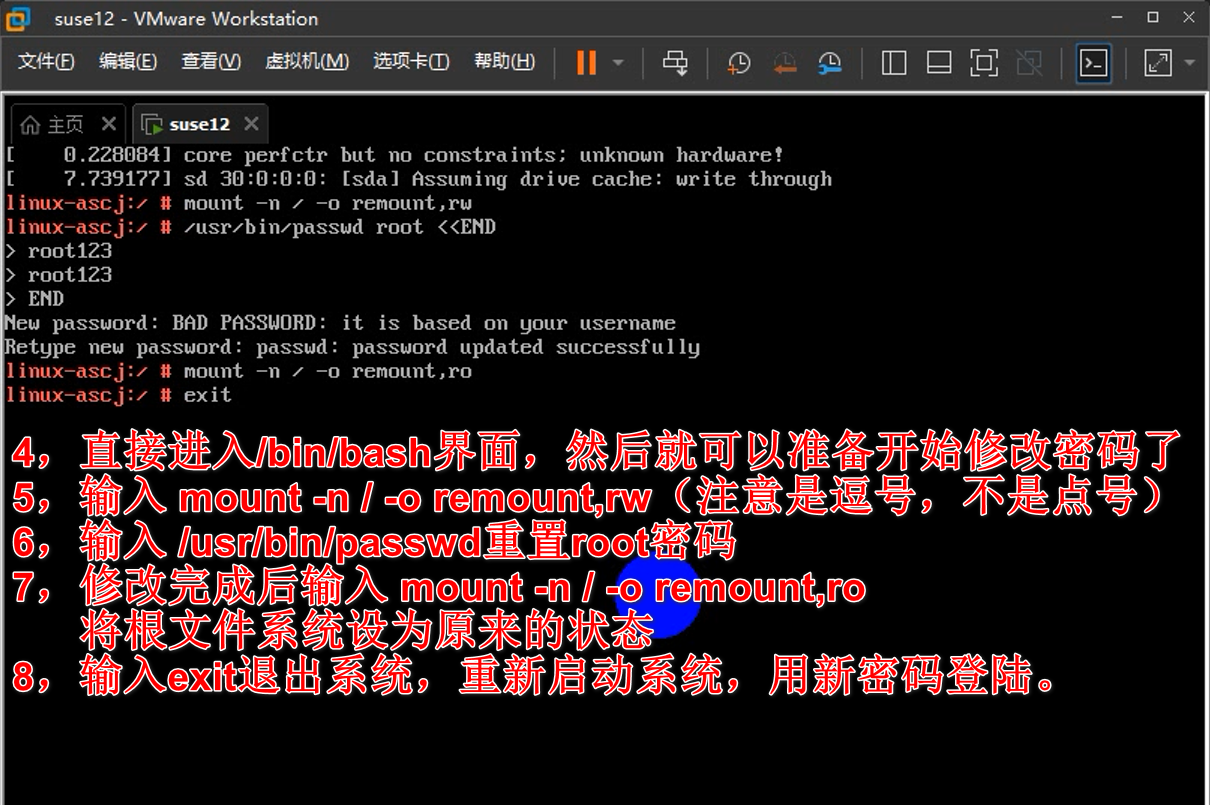 suse12 - VMware Workstation
文件(F) 编辑(E) 查看(V) 虚拟机(M) 选项卡(T) 帮助(H)
主页 suse12
[    0.228084] core perfctr but no constraints; unknown hardware!
[    7.739177] sd 30:0:0:0: [sda] Assuming drive cache: write through
linux-ascj:/ # mount -n / -o remount,rw
linux-ascj:/ # /usr/bin/passwd root <<END
> root123
> root123
> END
New password: BAD PASSWORD: it is based on your username
Retype new password: passwd: password updated successfully
linux-ascj:/ # mount -n / -o remount,ro
linux-ascj:/ # exit
4，直接进入/bin/bash界面，然后就可以准备开始修改密码了
5，输入 mount -n / -o remount,rw（注意是逗号，不是点号）
6，输入 /usr/bin/passwd重置root密码
7，修改完成后输入 mount -n / -o remount,ro
将根文件系统设为原来的状态
8，输入exit退出系统，重新启动系统，用新密码登陆。